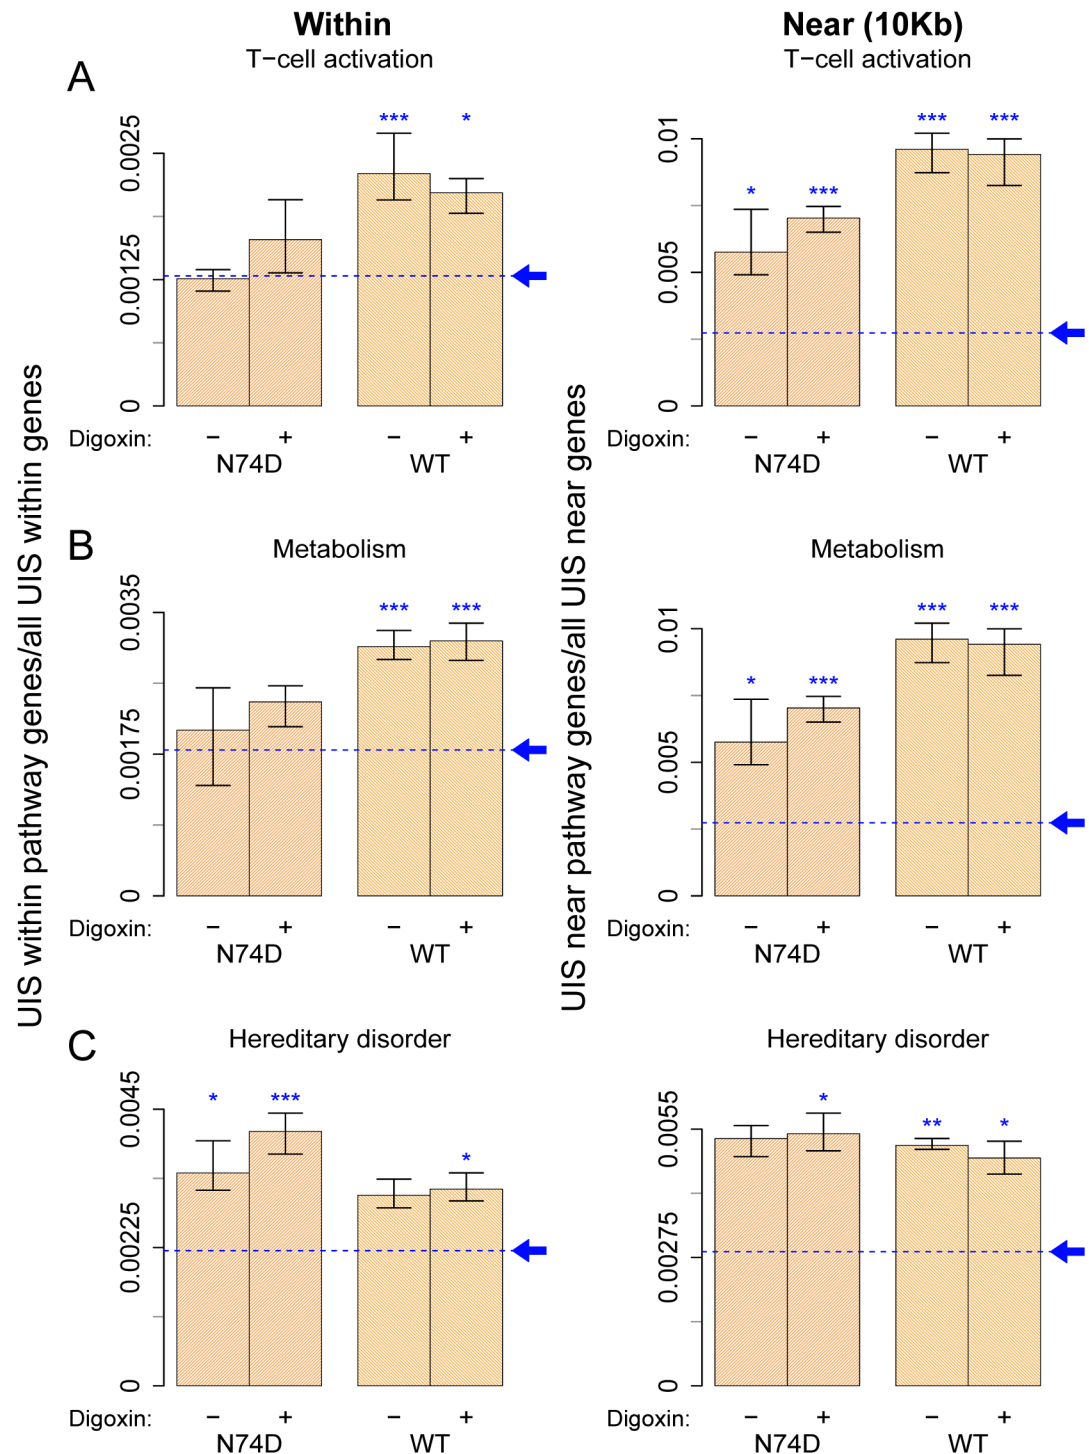 Within
Near (10Kb)
A
T−cell activation
T−cell activation
*** *
* *** *** ***
0 0.00125 0.0025
0 0.005 0.01
Digoxin: − + − +
N74D WT
Digoxin: − + − +
N74D WT
UIS within pathway genes/all UIS within genes
UIS near pathway genes/all UIS near genes
B
Metabolism
Metabolism
*** ***
* *** *** ***
0 0.00175 0.0035
0 0.005 0.01
Digoxin: − + − +
N74D WT
Digoxin: − + − +
N74D WT
C
Hereditary disorder
Hereditary disorder
* *** *
* ** *
0 0.00225 0.0045
0 0.00275 0.0055
Digoxin: − + − +
N74D WT
Digoxin: − + − +
N74D WT